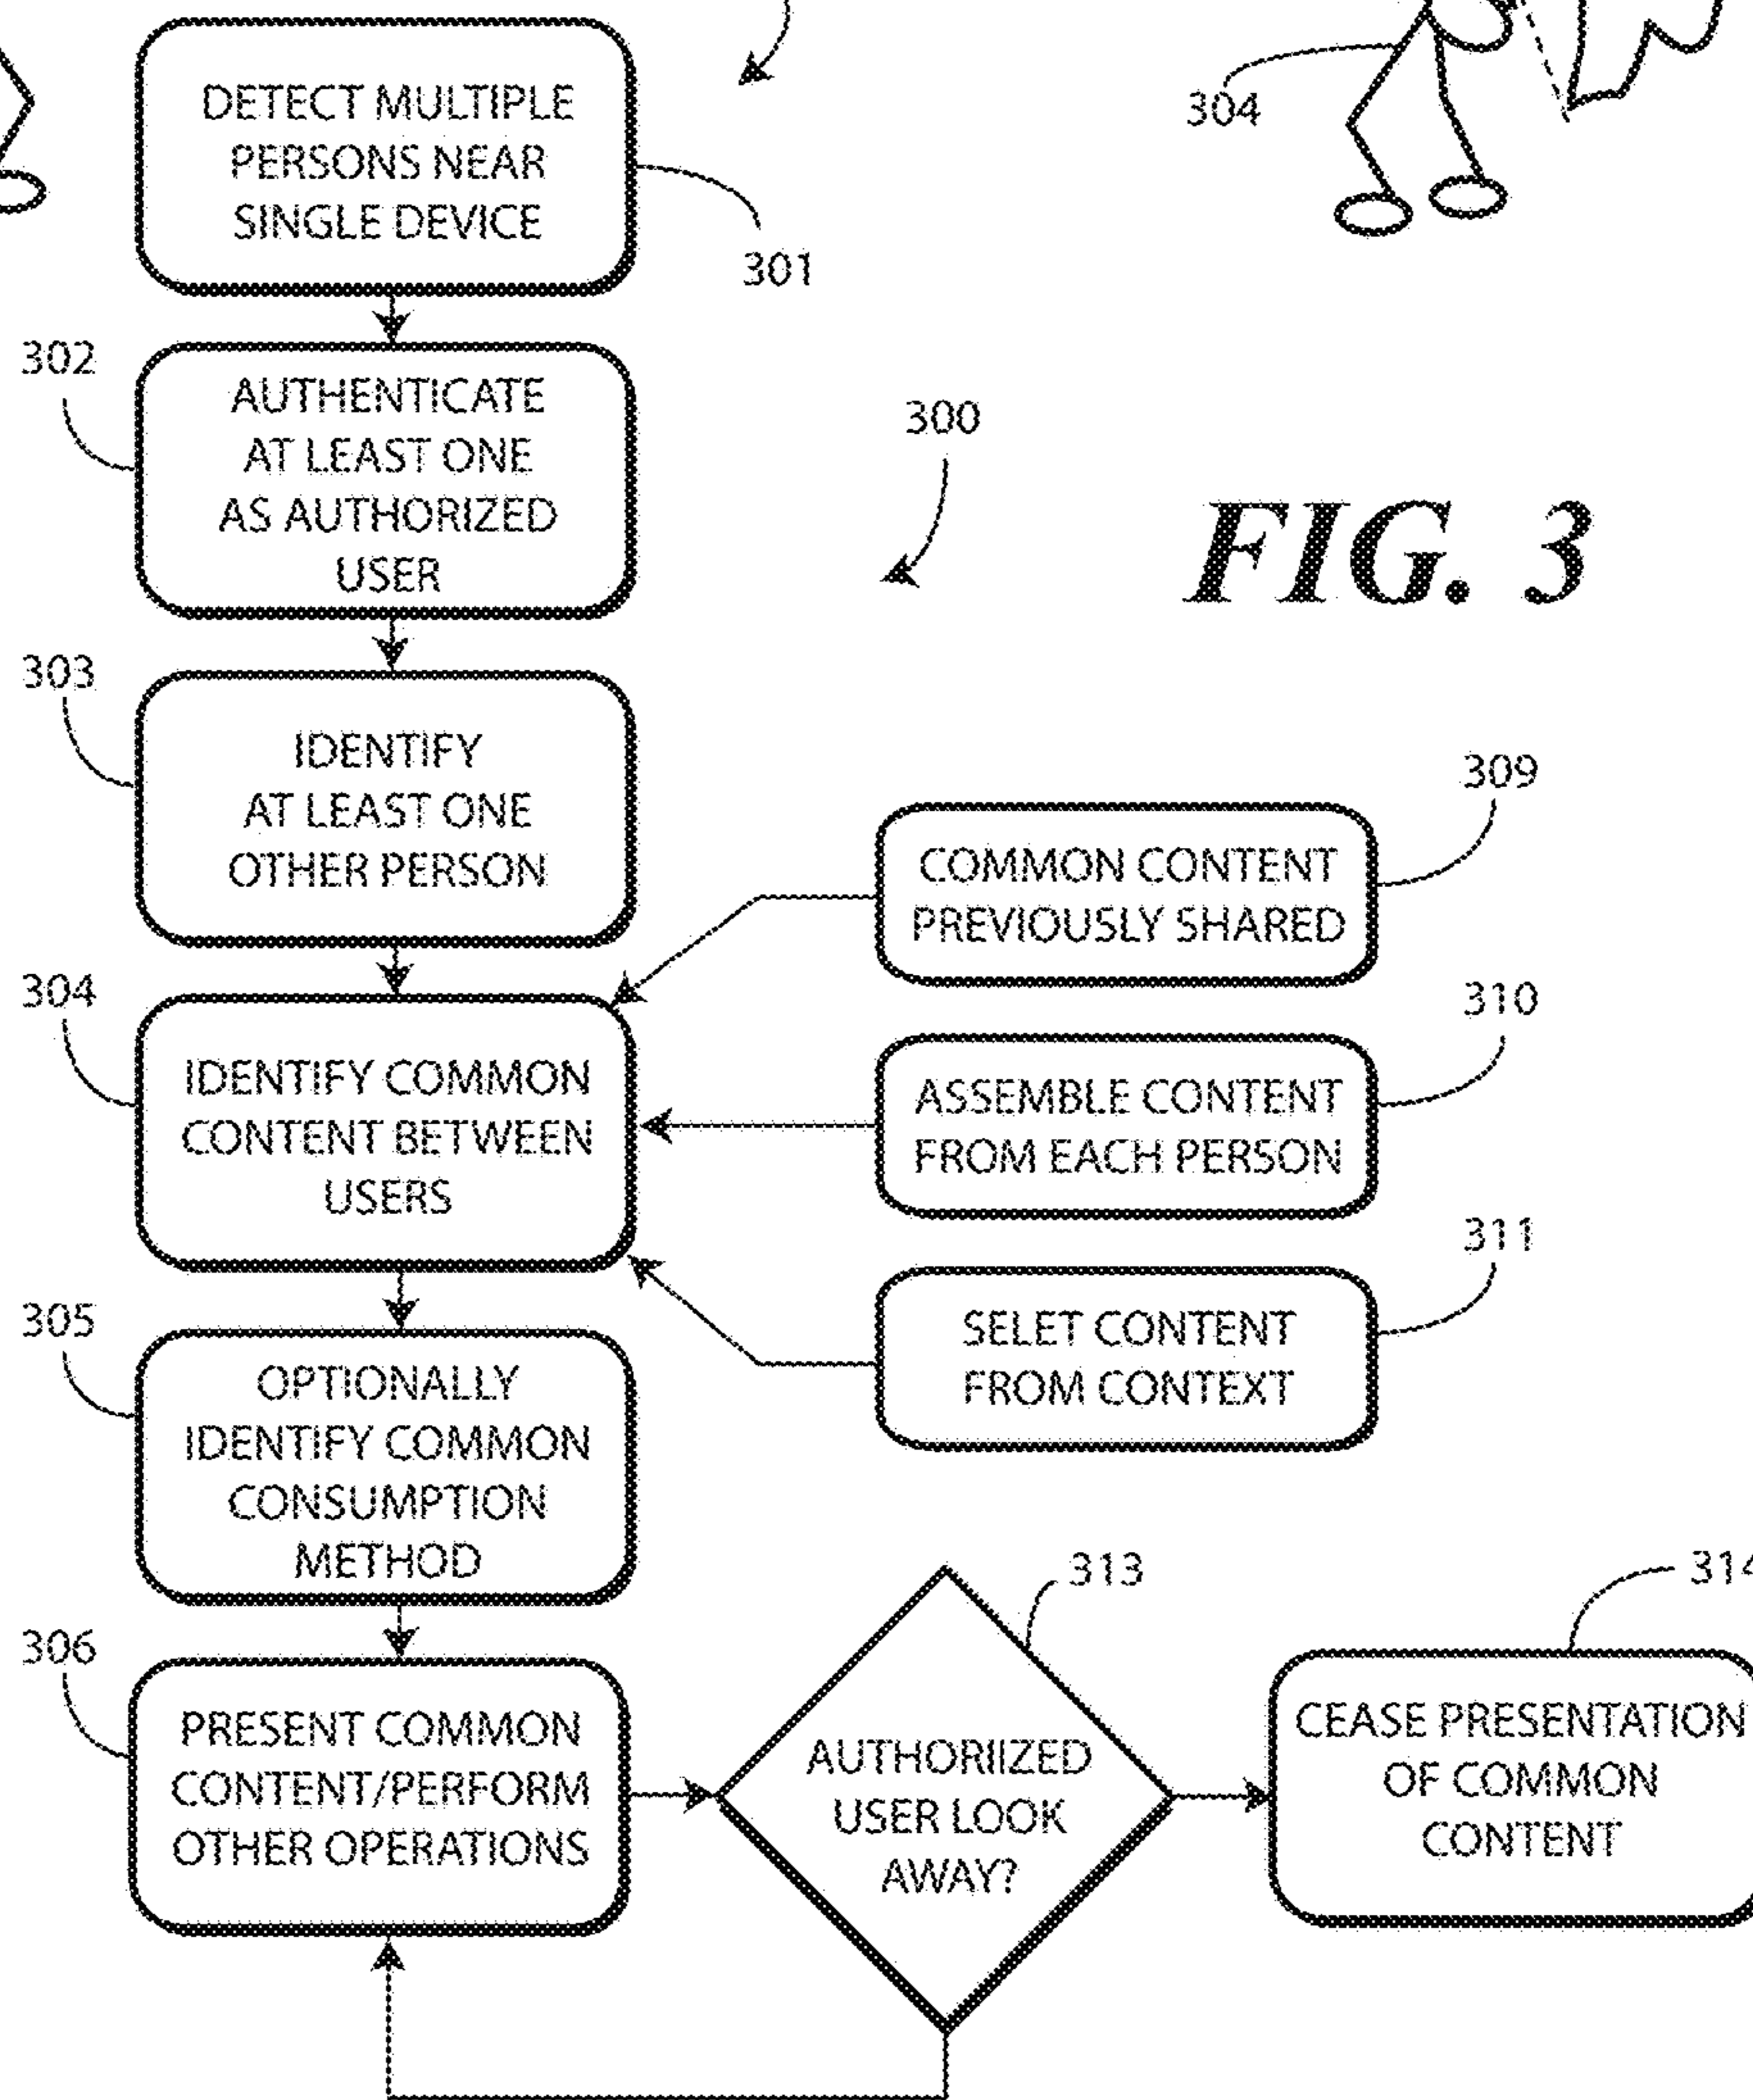 304
DETECT MULTIPLE
PERSONS NEAR
SINGLE DEVICE
301
302
AUTHENTICATE
AT LEAST ONE
AS AUTHORIZED
USER
300
FIG. 3
303
IDENTIFY
AT LEAST ONE
OTHER PERSON
309
COMMON CONTENT
PREVIOUSLY SHARED
304
IDENTIFY COMMON
CONTENT BETWEEN
USERS
310
ASSEMBLE CONTENT
FROM EACH PERSON
311
SELET CONTENT
FROM CONTEXT
305
OPTIONALLY
IDENTIFY COMMON
CONSUMPTION
METHOD
306
PRESENT COMMON
CONTENT/PERFORM
OTHER OPERATIONS
313
AUTHORIIZED
USER LOOK
AWAY?
314
CEASE PRESENTATION
OF COMMON
CONTENT